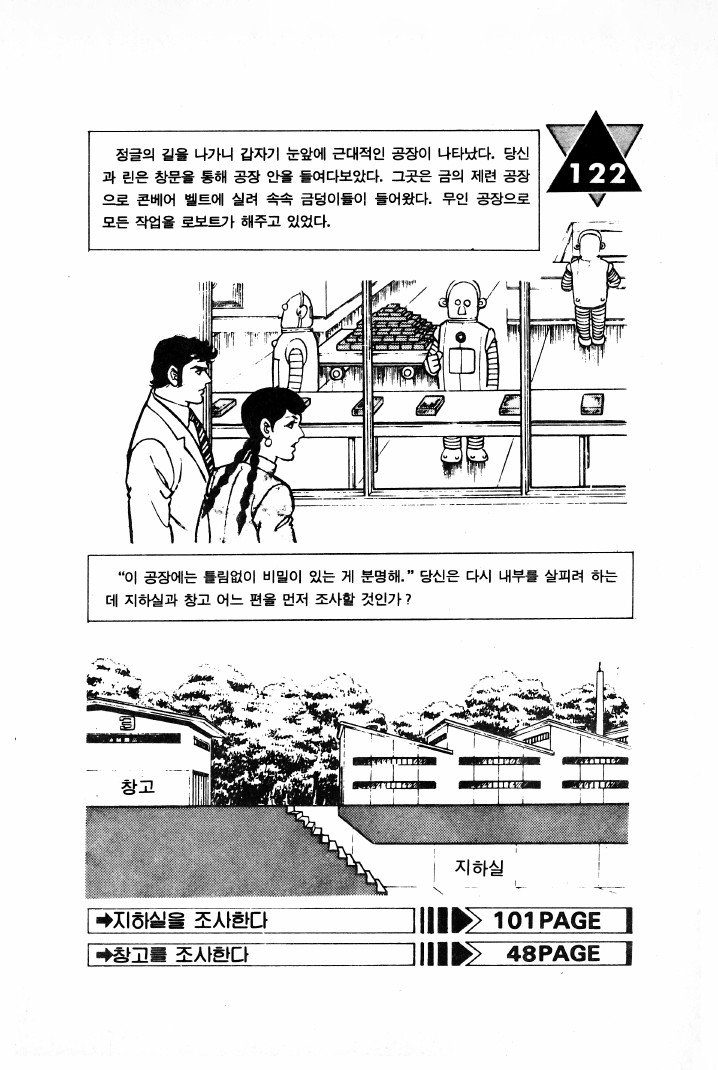 정글의 길을 나가니 갑자기 눈앞에 근대적인 공장이 나타났다. 당신
과 린은 창문을 통해 공장 안을 들여다보았다. 그곳은 금의 제련 공장
으로 콘베어 벨트에 실려 속속 금덩이들이 들어왔다. 무인 공장으로
모든 작업을 로보트가 해주고 있었다.
122
“이 공장에는 틀림없이 비밀이 있는 게 분명해.” 당신은 다시 내부를 살피려 하는
데 지하실과 창고 어느 편을 먼저 조사할 것인가?
창고
지하실
➡지하실을 조사한다 101PAGE
➡창고를 조사한다 48PAGE